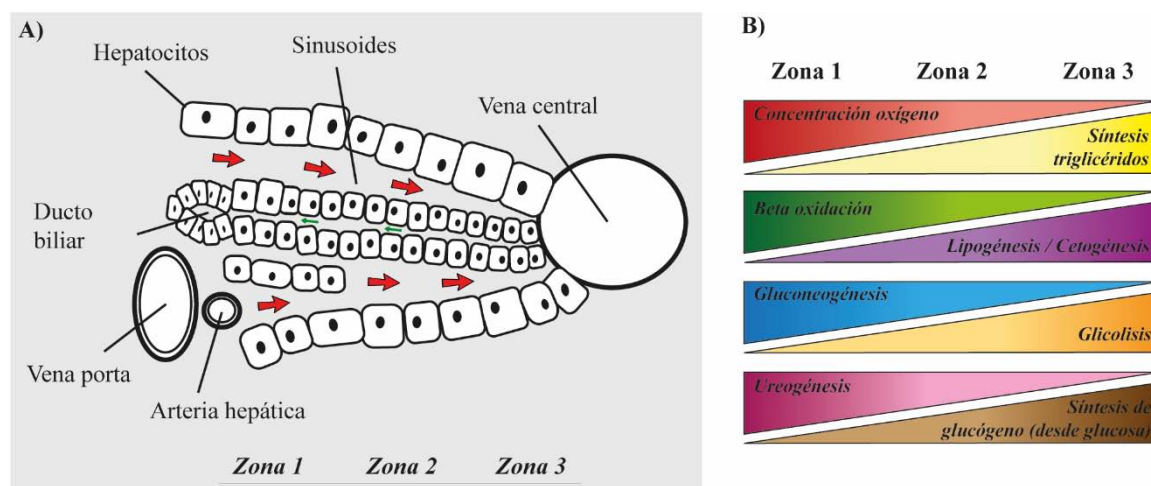 A)
Hepatocitos
Sinusoides
Vena central
Ducto
biliar
Vena porta
Arteria hepática
Zona 1
Zona 2
Zona 3
B)
Zona 1
Zona 2
Zona 3
Concentración oxígeno
Síntesis
triglicéridos
Beta oxidación
Lipogénesis / Cetogénesis
Gluconeogénesis
Glicolisis
Ureogénesis
Síntesis de
glucógeno (desde glucosa)